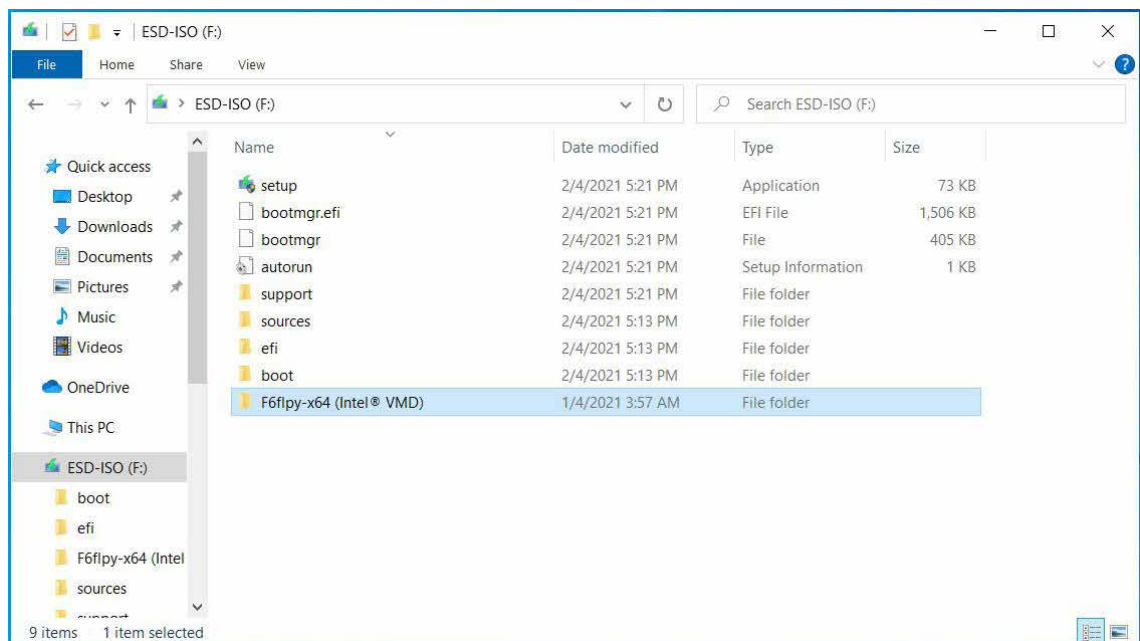 ESD-ISO (F:)
File Home Share View
ESD-ISO (F:) Search ESD-ISO (F:)
Name Date modified Type Size
Quick access
Desktop
Downloads
Documents
Pictures
Music
Videos
OneDrive
This PC
ESD-ISO (F:)
boot
efi
F6flpy-x64 (Intel
sources
support
setup 2/4/2021 5:21 PM Application 73 KB
bootmgr.efi 2/4/2021 5:21 PM EFI File 1,506 KB
bootmgr 2/4/2021 5:21 PM File 405 KB
autorun 2/4/2021 5:21 PM Setup Information 1 KB
support 2/4/2021 5:21 PM File folder
sources 2/4/2021 5:13 PM File folder
efi 2/4/2021 5:13 PM File folder
boot 2/4/2021 5:13 PM File folder
F6flpy-x64 (Intel® VMD) 1/4/2021 3:57 AM File folder
9 items 1 item selected